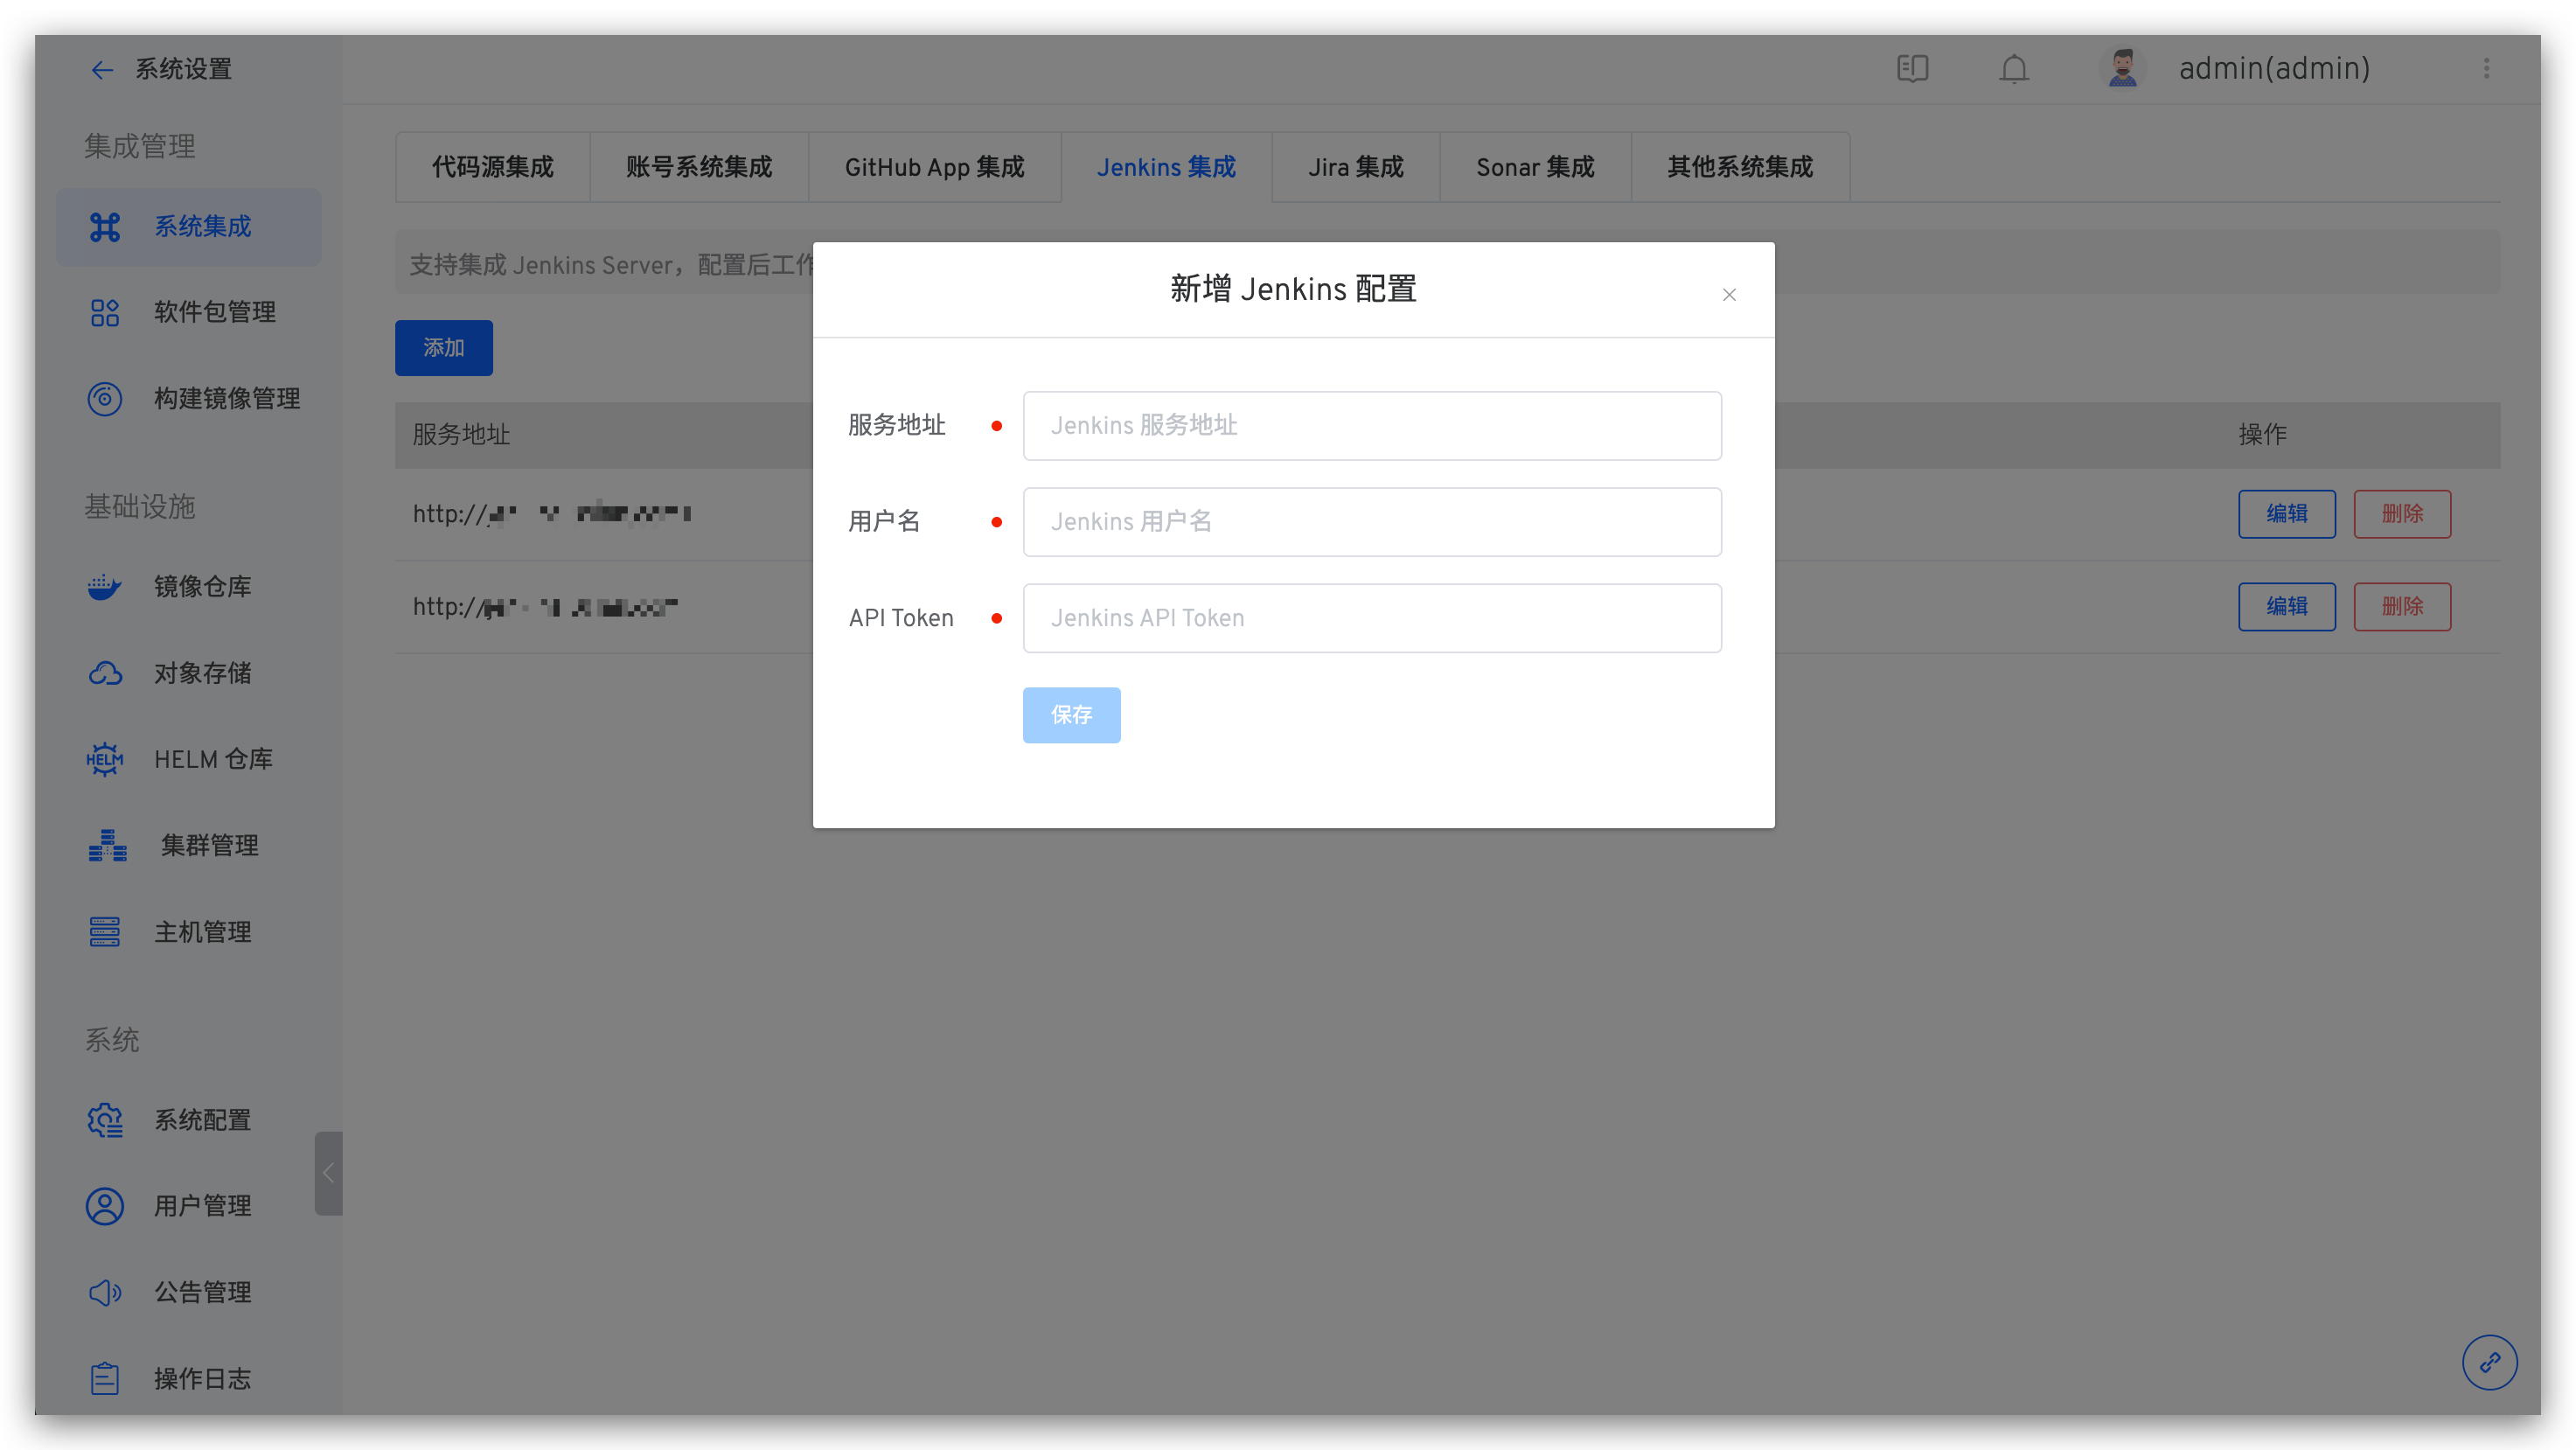 系统设置
admin(admin)
集成管理
系统集成
软件包管理
构建镜像管理
基础设施
镜像仓库
对象存储
HELM
HELM 仓库
集群管理
主机管理
系统
系统配置
用户管理
公告管理
操作日志
代码源集成 账号系统集成 GitHub App 集成 Jenkins 集成 Jira 集成 Sonar 集成 其他系统集成
支持集成 Jenkins Server，配置后工作
添加
服务地址 操作
http:// 编辑 删除
http:// 编辑 删除
新增 Jenkins 配置
服务地址 Jenkins 服务地址
用户名 Jenkins 用户名
API Token Jenkins API Token
保存